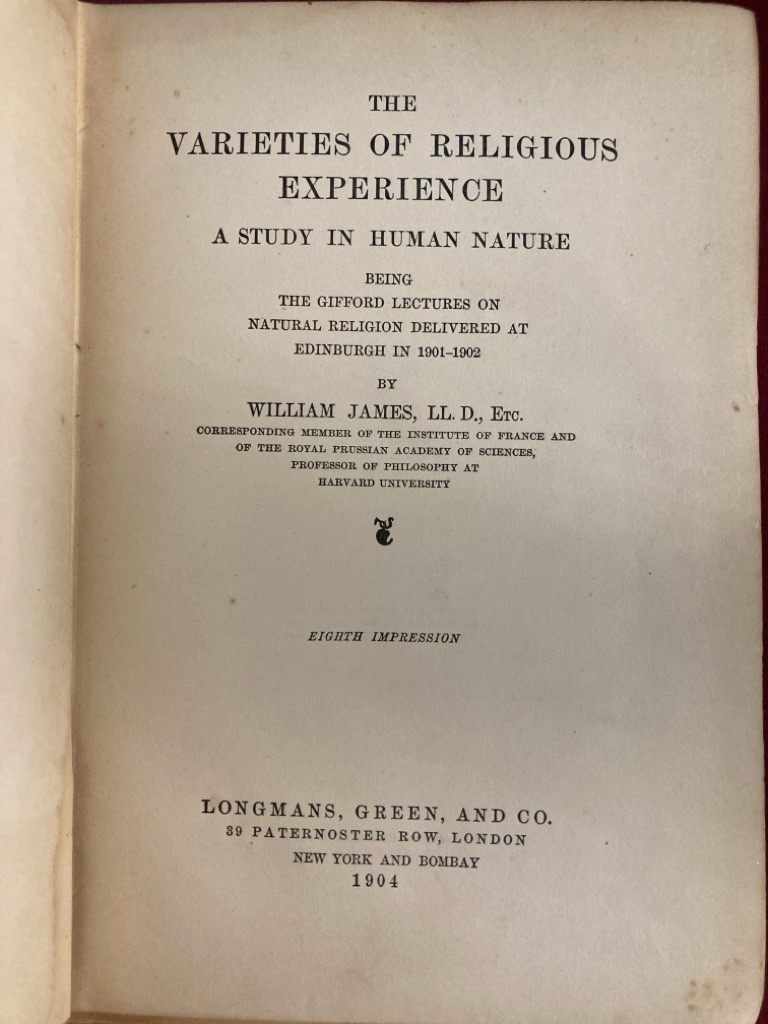 THE
VARIETIES OF RELIGIOUS
EXPERIENCE
A STUDY IN HUMAN NATURE
BEING
THE GIFFORD LECTURES ON
NATURAL RELIGION DELIVERED AT
EDINBURGH IN 1901–1902
BY
WILLIAM JAMES, LL. D., ETC.
CORRESPONDING MEMBER OF THE INSTITUTE OF FRANCE AND
OF THE ROYAL PRUSSIAN ACADEMY OF SCIENCES,
PROFESSOR OF PHILOSOPHY AT
HARVARD UNIVERSITY
EIGHTH IMPRESSION
LONGMANS, GREEN, AND CO.
39 PATERNOSTER ROW, LONDON
NEW YORK AND BOMBAY
1904